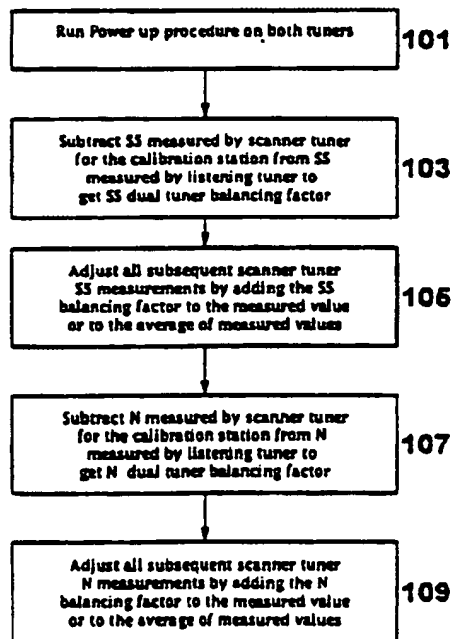 Run Power up procedure on both tuners
101
Subtract SS measured by scanner tuner
for the calibration station from SS
measured by listening tuner to
get SS dual tuner balancing factor
103
Adjust all subsequent scanner tuner
SS measurements by adding the SS
balancing factor to the measured value
or to the average of measured values
105
Subtract N measured by scanner tuner
for the calibration station from N
measured by listening tuner to
get N dual tuner balancing factor
107
Adjust all subsequent scanner tuner
N measurements by adding the N
balancing factor to the measured value
or to the average of measured values
109